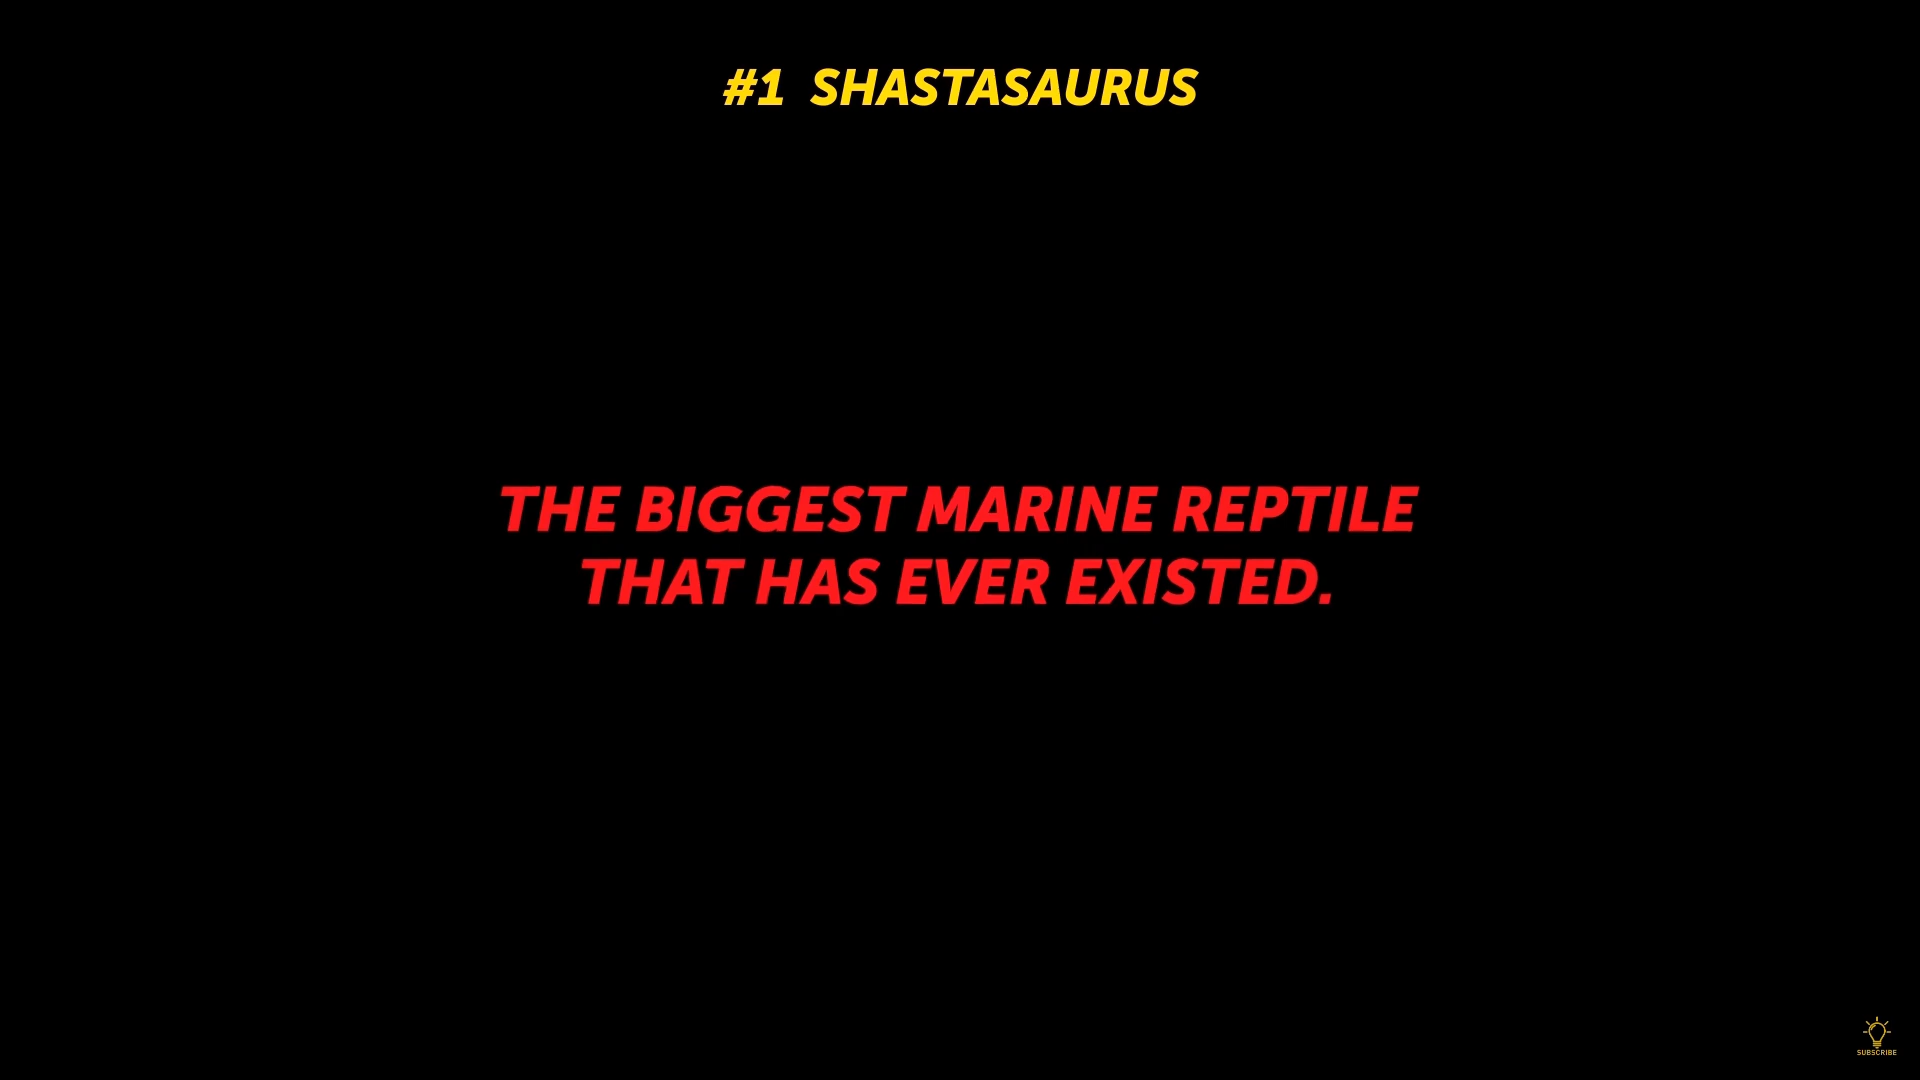 #1 SHASTASAURUS
THE BIGGEST MARINE REPTILE
THAT HAS EVER EXISTED.
SUBSCRIBE